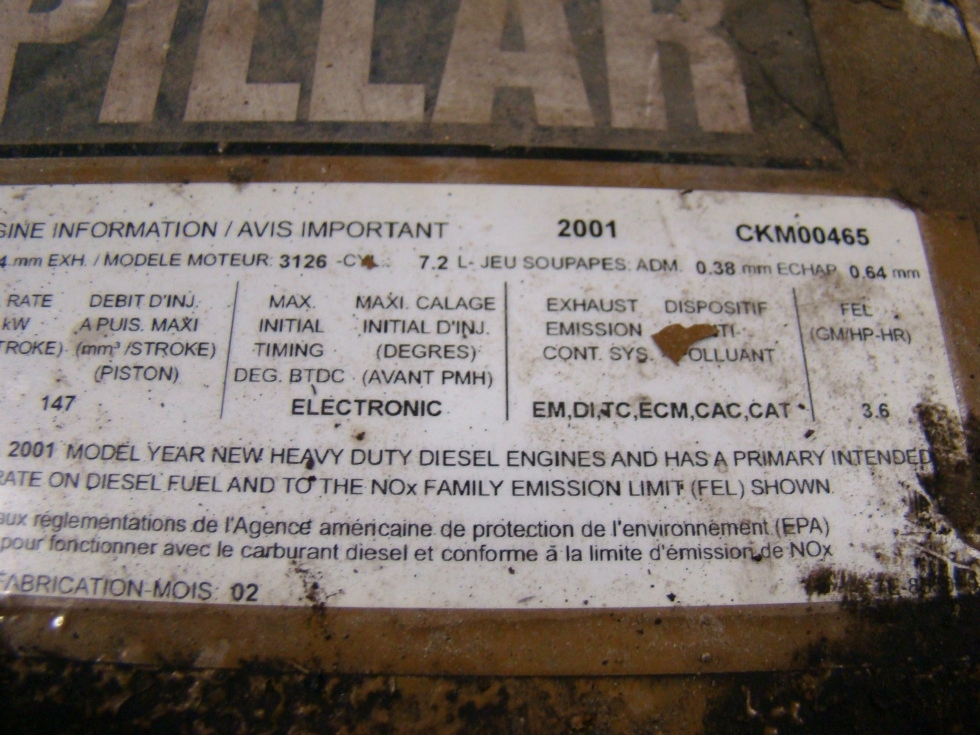 PILLAR
GINE INFORMATION / AVIS IMPORTANT 2001 CKM00465
4 mm EXH. / MODELE MOTEUR: 3126 -CYL. 7.2 L- JEU SOUPAPES: ADM. 0.38 mm ECHAP. 0.64 mm
RATE DEBIT D'INJ. MAX. MAXI. CALAGE EXHAUST DISPOSITIF FEL
kW A PUIS. MAXI INITIAL INITIAL D'INJ. EMISSION TI- (GM/HP-HR)
TROKE) (mm³ /STROKE) TIMING (DEGRES) CONT. SYS. POLLUANT
(PISTON) DEG. BTDC (AVANT PMH)
147 ELECTRONIC EM,DI,TC,ECM,CAC,CAT 3.6
2001 MODEL YEAR NEW HEAVY DUTY DIESEL ENGINES AND HAS A PRIMARY INTENDED
RATE ON DIESEL FUEL AND TO THE NOx FAMILY EMISSION LIMIT (FEL) SHOWN.
aux réglementations de l'Agence américaine de protection de l'environnement (EPA)
pour fonctionner avec le carburant diesel et conforme à la limite d'émission de NOx
FABRICATION-MOIS: 02